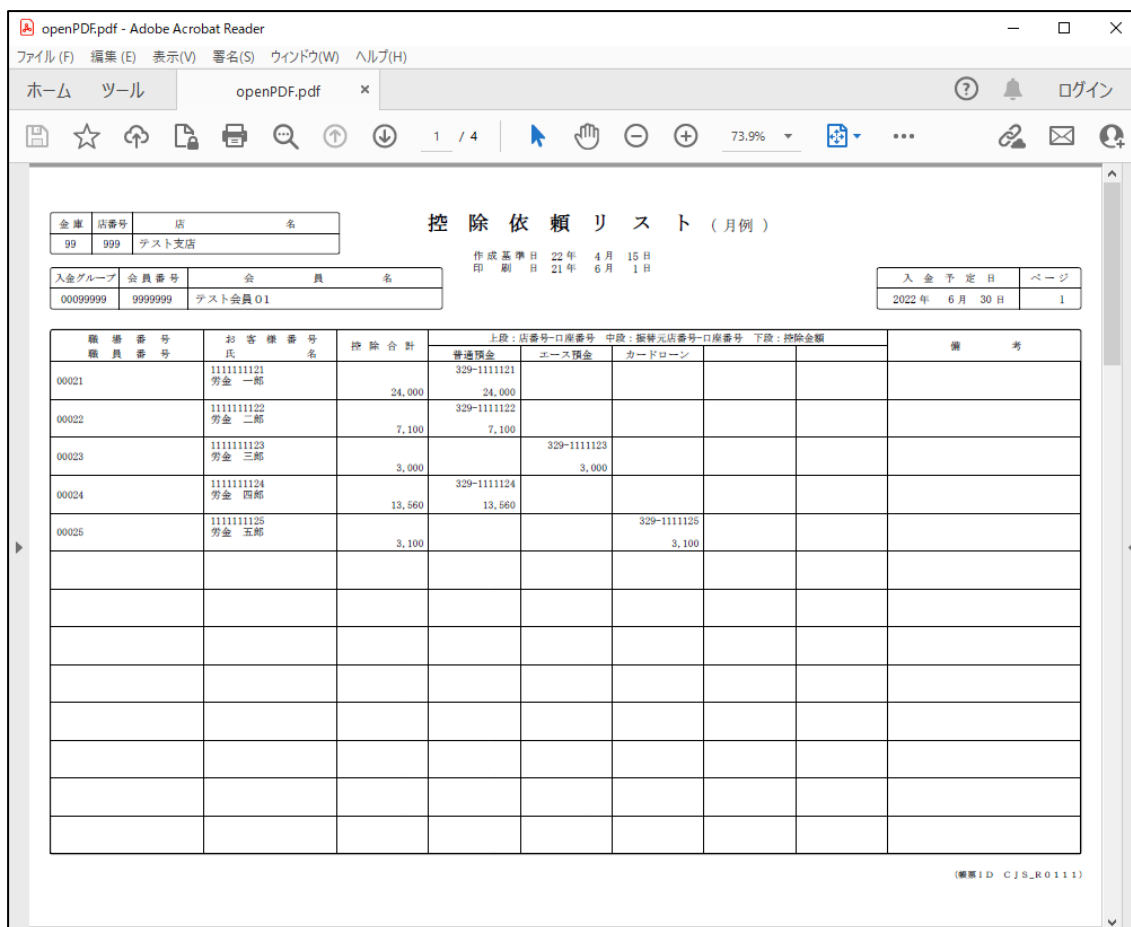 openPDF.pdf - Adobe Acrobat Reader
ファイル(F) 編集(E) 表示(V) 署名(S) ウィンドウ(W) ヘルプ(H)
ホーム ツール openPDF.pdf × ? ログイン
1 / 4 73.9%
控除依頼リスト（月例）
金庫 店番号 店名
99 999 テスト支店
作成基準日 22年 4月 15日
印刷日 21年 6月 1日
入金グループ 会員番号 会員名
00099999 9999999 テスト会員01
入金予定日 ページ
2022年 6月 30日 1
職場番号 お客様番号 控除合計 上段：店番号-口座番号 中段：振替元店番号-口座番号 下段：控除金額 備考
職員番号 氏名 普通預金 エース預金 カードローン
1111111121 329-1111121
00021 労金 一郎
24,000 24,000
1111111122 329-1111122
00022 労金 二郎
7,100 7,100
1111111123 329-1111123
00023 労金 三郎
3,000 3,000
1111111124 329-1111124
00024 労金 四郎
13,560 13,560
1111111125 329-1111125
00025 労金 五郎
3,100 3,100
(帳票ID CJS_R0111)